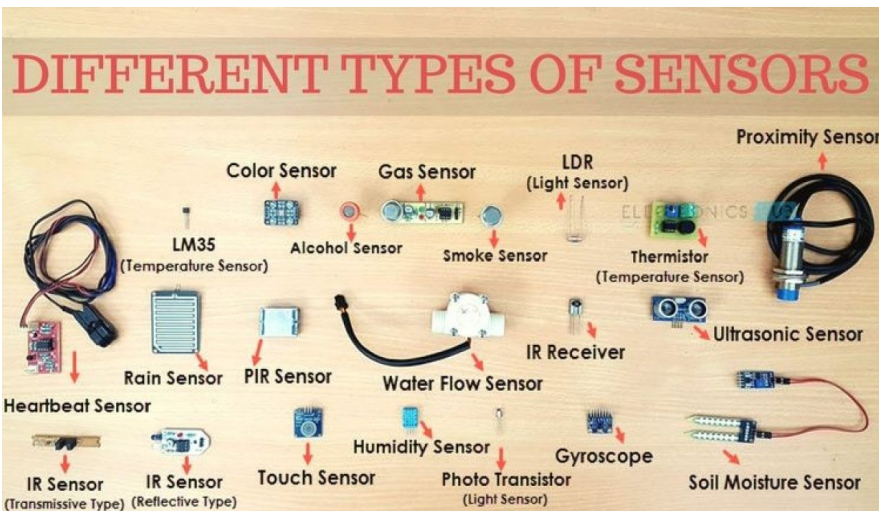 DIFFERENT TYPES OF SENSORS
Proximity Sensor
Color Sensor
Gas Sensor
LDR
(Light Sensor)
LM35
(Temperature Sensor)
Alcohol Sensor
Smoke Sensor
ELECTRONICS HUB
Thermistor
(Temperature Sensor)
Heartbeat Sensor
Rain Sensor
PIR Sensor
Water Flow Sensor
IR Receiver
Ultrasonic Sensor
IR Sensor
(Transmissive Type)
IR Sensor
(Reflective Type)
Touch Sensor
Humidity Sensor
Photo Transistor
(Light Sensor)
Gyroscope
Soil Moisture Sensor